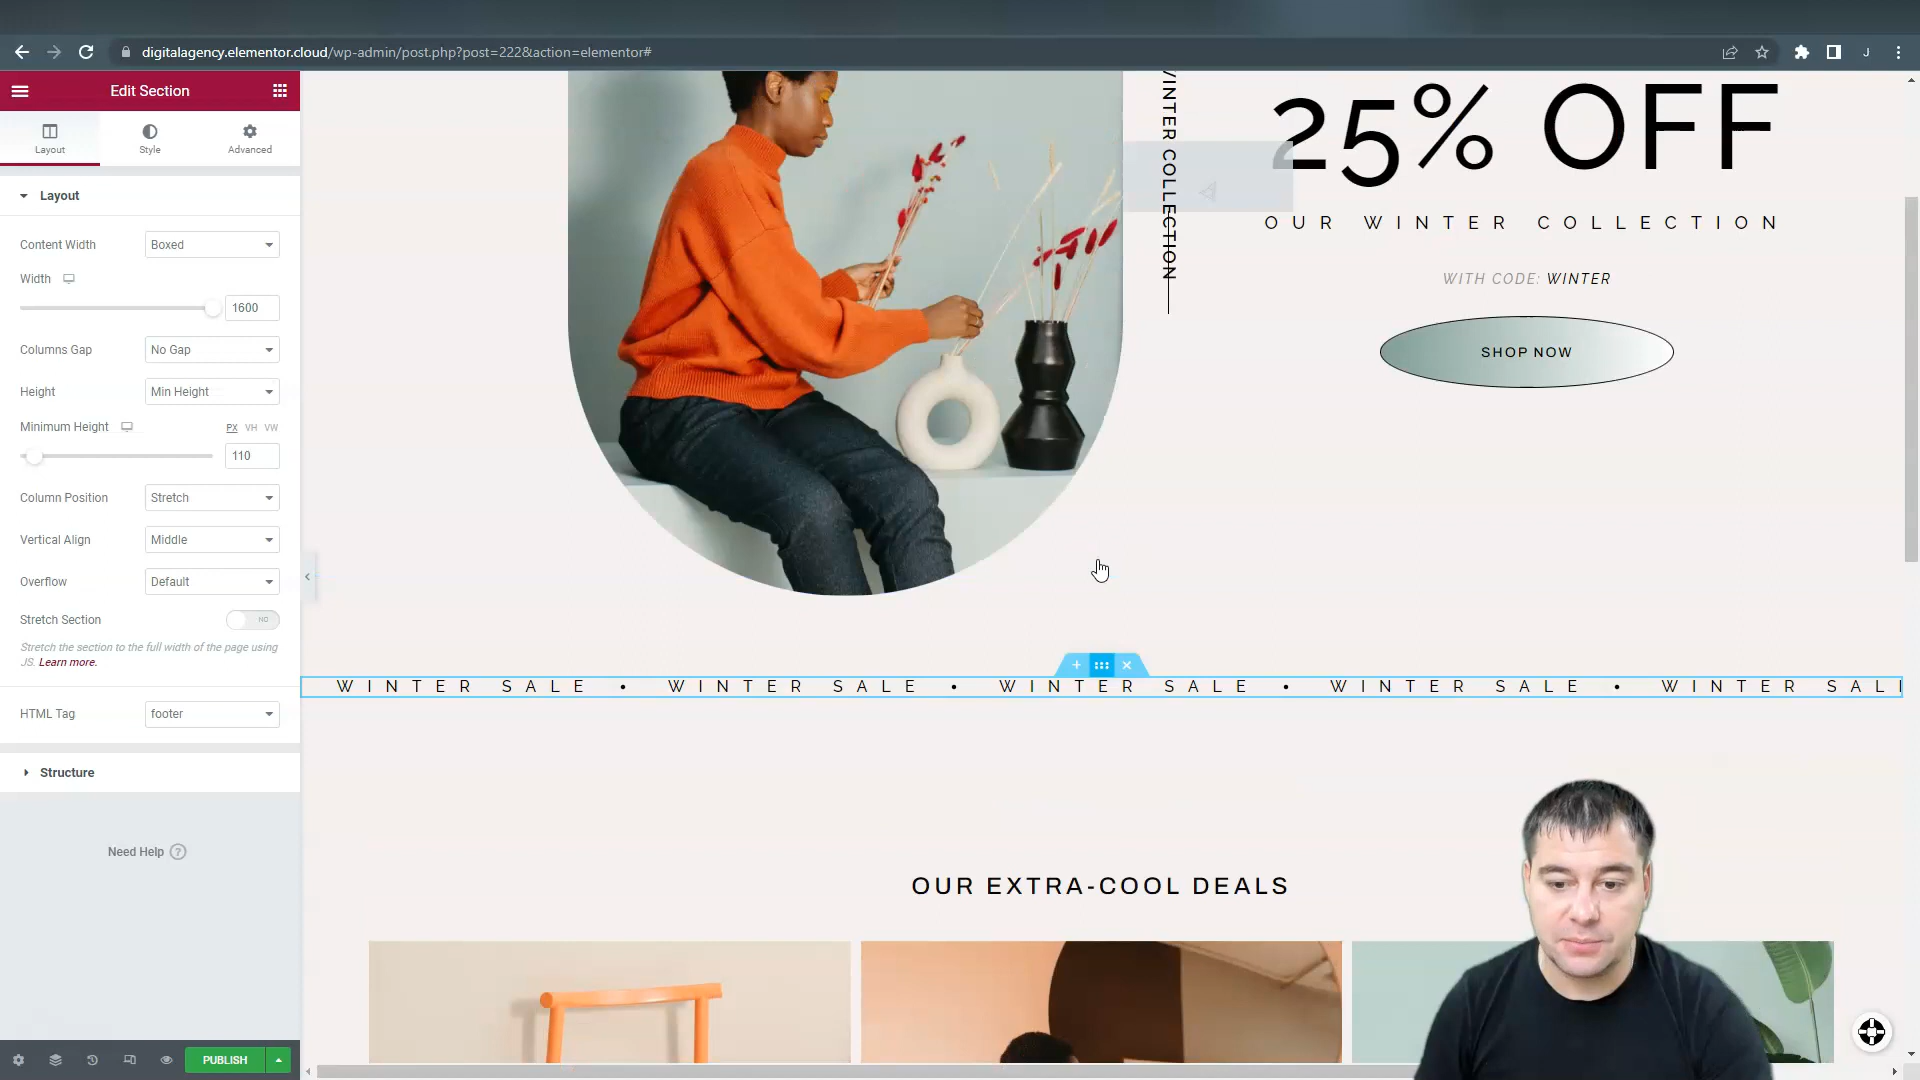 digitalagency.elementor.cloud/wp-admin/post.php?post=222&action=elementor#
J
Edit Section
Layout
Style
Advanced
Layout
Content Width
Boxed
Width
1600
Columns Gap
No Gap
Height
Min Height
Minimum Height
PX VH VW
110
Column Position
Stretch
Vertical Align
Middle
Overflow
Default
Stretch Section
NO
Stretch the section to the full width of the page using
JS. Learn more.
HTML Tag
footer
Structure
Need Help ?
PUBLISH
COLLECTION
25% OFF
OUR WINTER COLLECTION
WITH CODE: WINTER
SHOP NOW
WINTER SALE • WINTER SALE • WINTER SALE • WINTER SALE • WINTER
OUR EXTRA-COOL DEALS